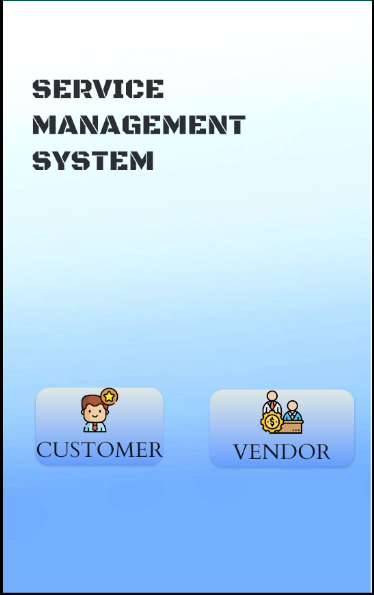 SERVICE
MANAGEMENT
SYSTEM
CUSTOMER
VENDOR